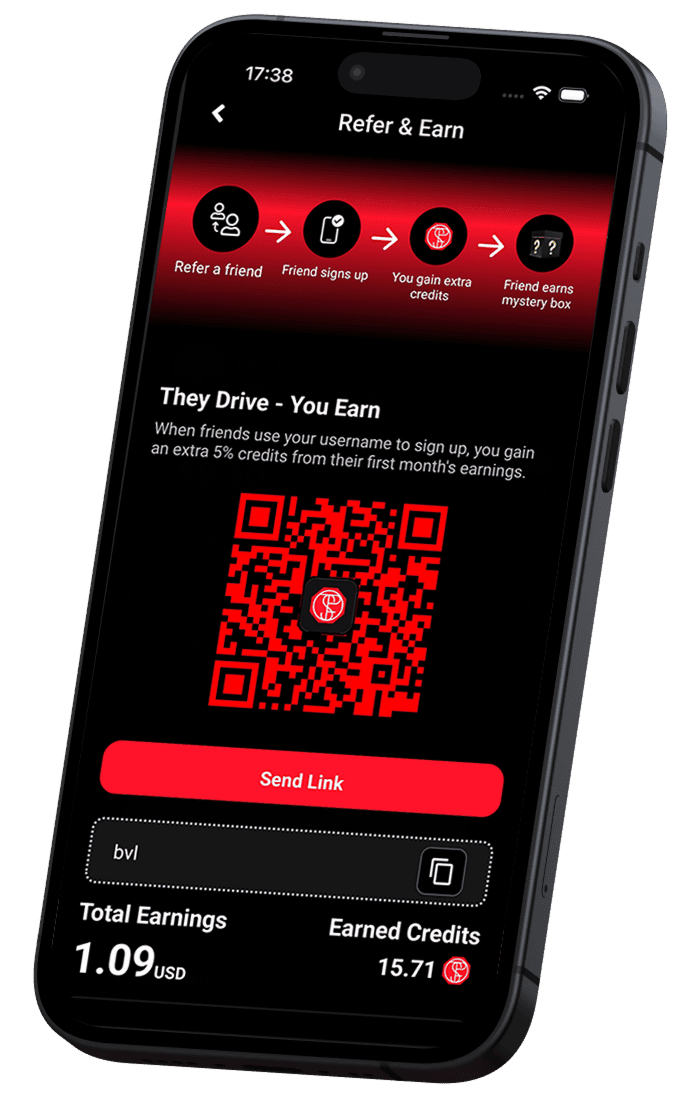 17:38
Refer & Earn
Refer a friend
Friend signs up
You gain extra
credits
Friend earns
mystery box
? ?
They Drive - You Earn
When friends use your username to sign up, you gain
an extra 5% credits from their first month's earnings.
Send Link
bvl
Total Earnings
Earned Credits
1.09USD
15.71